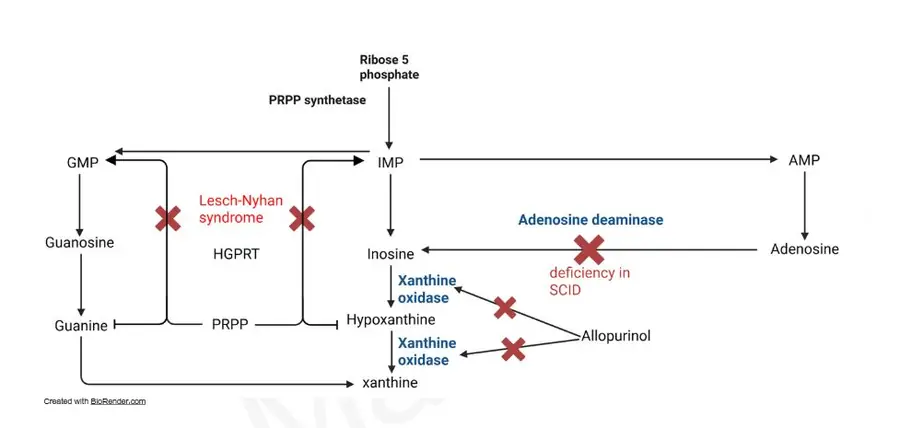 Ribose 5
phosphate
PRPP synthetase
GMP
IMP
AMP
Lesch-Nyhan
syndrome
Adenosine deaminase
Guanosine
HGPRT
Inosine
Adenosine
deficiency in
SCID
Xanthine
oxidase
Guanine
PRPP
Hypoxanthine
Allopurinol
Xanthine
oxidase
xanthine
Created with BioRender.com